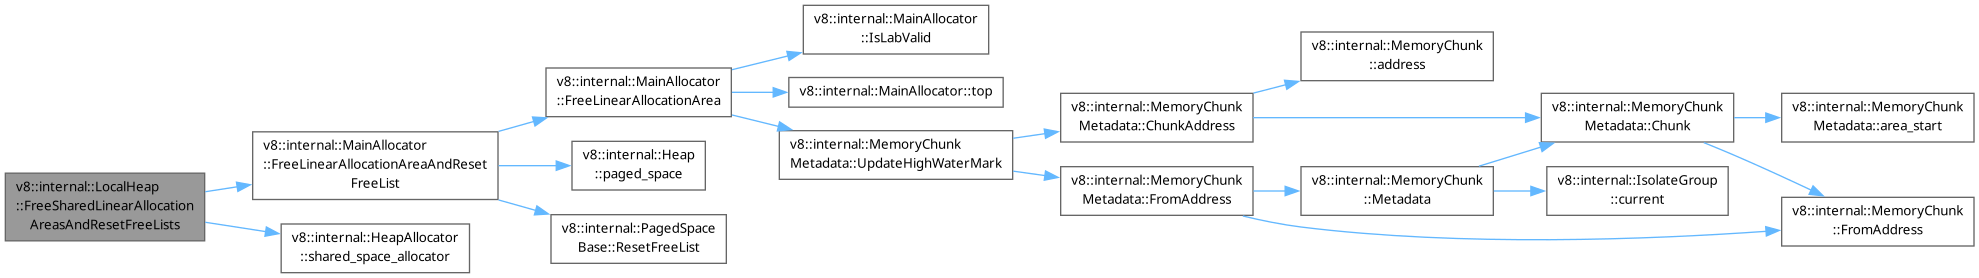 v8::internal::LocalHeap
::FreeSharedLinearAllocation
AreasAndResetFreeLists
v8::internal::MainAllocator
::FreeLinearAllocationAreaAndReset
FreeList
v8::internal::HeapAllocator
::shared_space_allocator
v8::internal::MainAllocator
::FreeLinearAllocationArea
v8::internal::Heap
::paged_space
v8::internal::PagedSpace
Base::ResetFreeList
v8::internal::MainAllocator
::IsLabValid
v8::internal::MainAllocator::top
v8::internal::MemoryChunk
Metadata::UpdateHighWaterMark
v8::internal::MemoryChunk
Metadata::ChunkAddress
v8::internal::MemoryChunk
Metadata::FromAddress
v8::internal::MemoryChunk
::address
v8::internal::MemoryChunk
::Metadata
v8::internal::MemoryChunk
Metadata::Chunk
v8::internal::IsolateGroup
::current
v8::internal::MemoryChunk
Metadata::area_start
v8::internal::MemoryChunk
::FromAddress